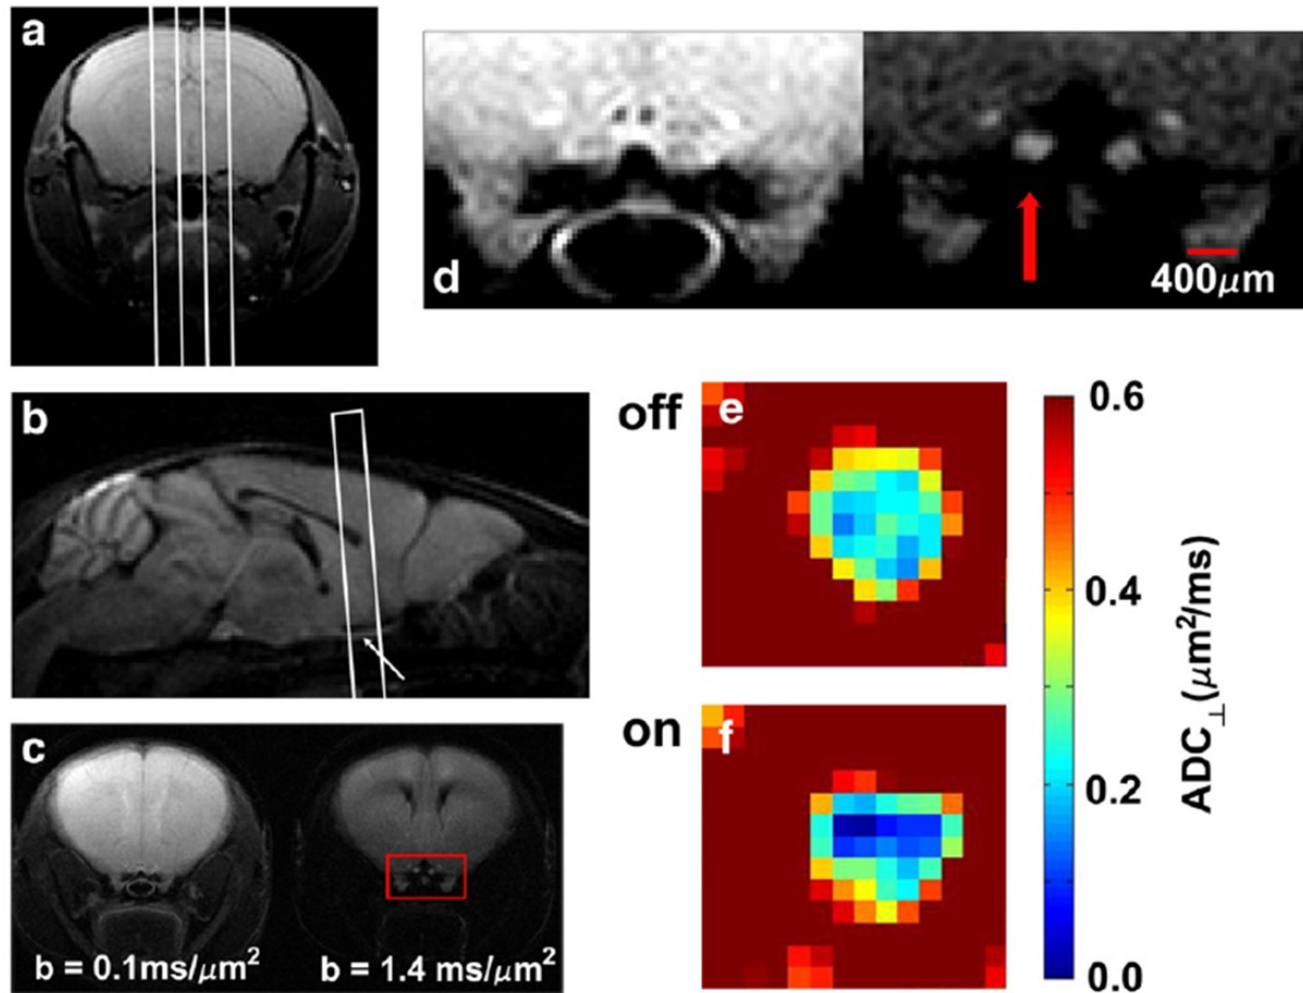 a
d
400μm
b
off
e
0.6
0.4
0.2
0.0
ADC⊥(μm²/ms)
on
f
c
b = 0.1ms/μm²
b = 1.4 ms/μm²